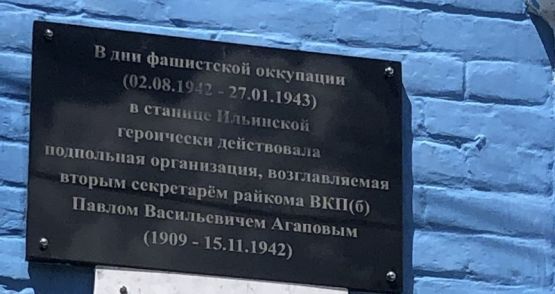 В дни фашистской оккупации
(02.08.1942 - 27.01.1943)
в станице Ильинской
героически действовала
подпольная организация, возглавляемая
вторым секретарём райкома ВКП(б)
Павлом Васильевичем Агаповым
(1909 - 15.11.1942)